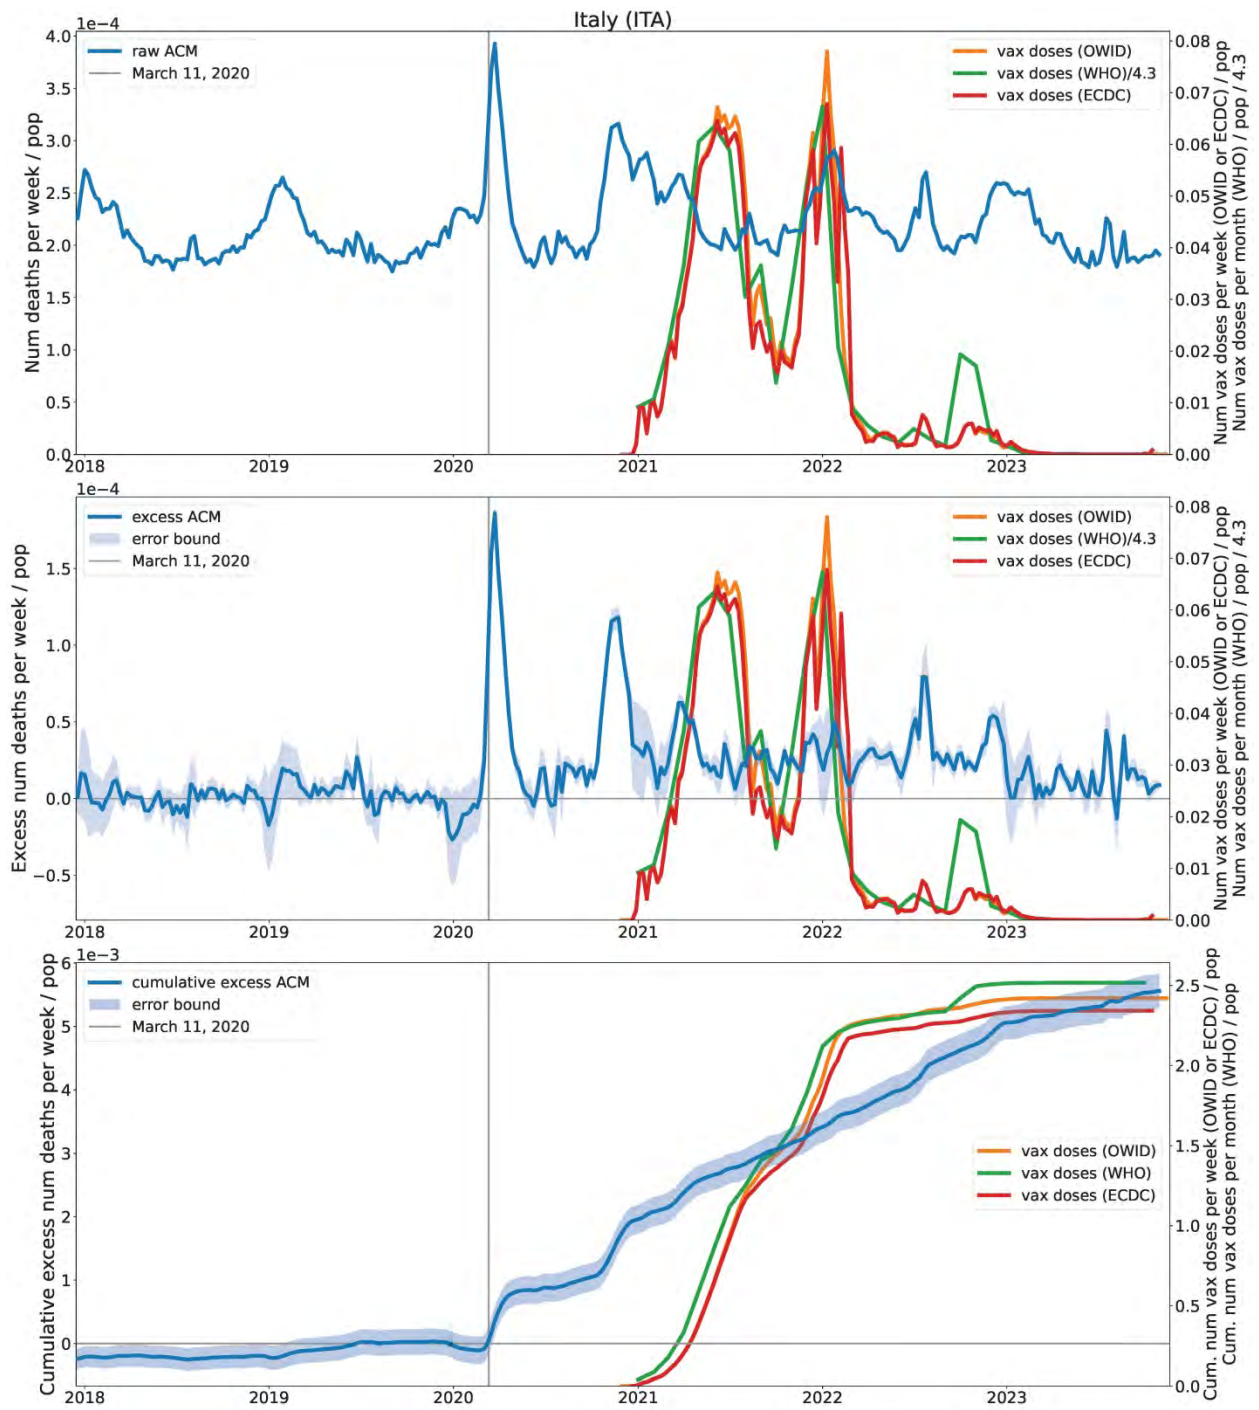 Italy (ITA)
1e−4
raw ACM
March 11, 2020
vax doses (OWID)
vax doses (WHO)/4.3
vax doses (ECDC)
4.0
3.5
3.0
2.5
2.0
1.5
1.0
0.5
0.0
Num deaths per week / pop
0.08
0.07
0.06
0.05
0.04
0.03
0.02
0.01
0.00
Num vax doses per week (OWID or ECDC) / pop
Num vax doses per month (WHO) / pop / 4.3
2018 2019 2020 2021 2022 2023
1e−4
excess ACM
error bound
March 11, 2020
vax doses (OWID)
vax doses (WHO)/4.3
vax doses (ECDC)
1.5
1.0
0.5
0.0
−0.5
Excess num deaths per week / pop
0.08
0.07
0.06
0.05
0.04
0.03
0.02
0.01
0.00
Num vax doses per week (OWID or ECDC) / pop
Num vax doses per month (WHO) / pop / 4.3
2018 2019 2020 2021 2022 2023
1e−3
cumulative excess ACM
error bound
March 11, 2020
vax doses (OWID)
vax doses (WHO)
vax doses (ECDC)
6
5
4
3
2
1
0
Cumulative excess num deaths per week / pop
2.5
2.0
1.5
1.0
0.5
0.0
Cum. num vax doses per week (OWID or ECDC) / pop
Cum. num vax doses per month (WHO) / pop
2018 2019 2020 2021 2022 2023